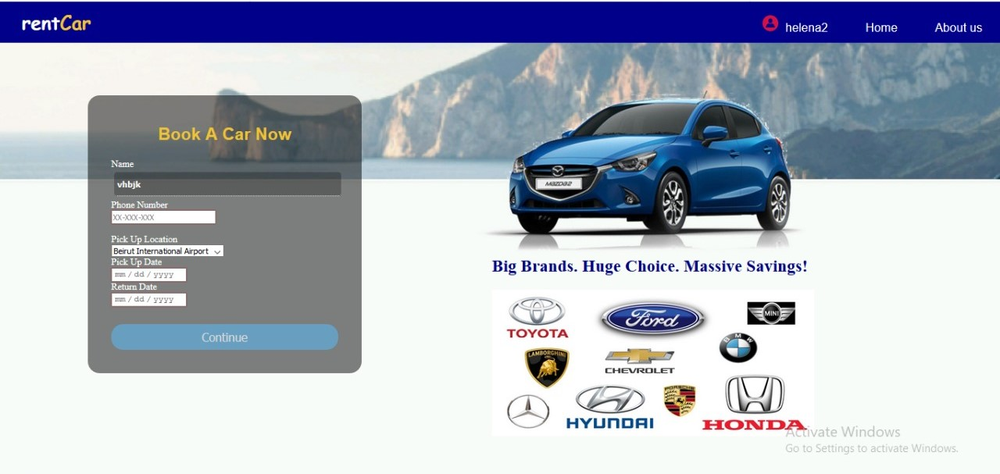 rentCar
helena2
Home
About us
Book A Car Now
Name
vhbjk
Phone Number
XX-XXX-XXX
Pick Up Location
Beirut International Airport
Pick Up Date
mm / dd / yyyy
Return Date
mm / dd / yyyy
Continue
MAZDA2
Big Brands. Huge Choice. Massive Savings!
TOYOTA
Ford
MINI
BMW
LAMBORGHINI
CHEVROLET
PORSCHE
HYUNDAI
HONDA
Activate Windows
Go to Settings to activate Windows.